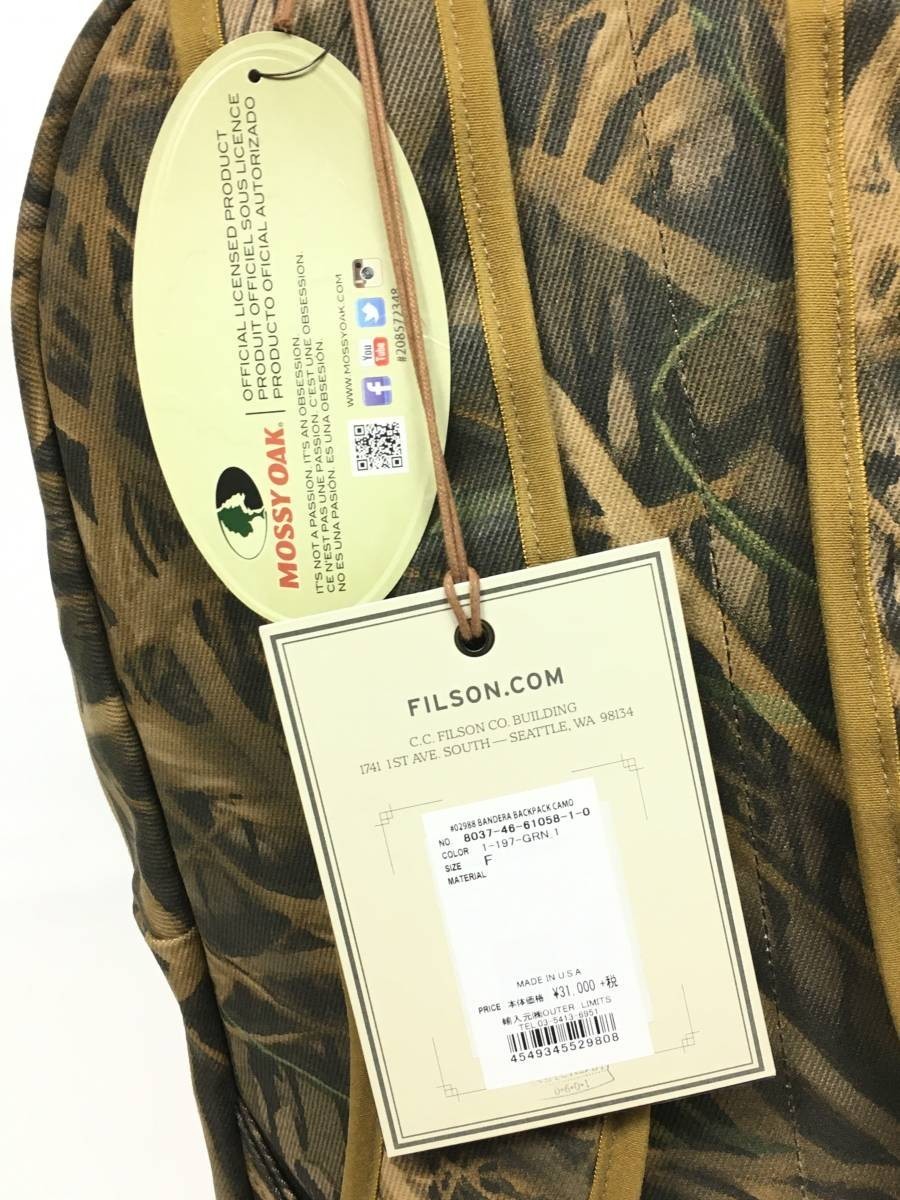 MOSSY OAK®
OFFICIAL LICENSED PRODUCT
PRODUIT OFFICIEL SOUS LICENCE
PRODUCTO OFICIAL AUTORIZADO
IT'S NOT A PASSION. IT'S AN OBSESSION.
CE N'EST PAS UNE PASSION. C'EST UNE OBSESSION.
NO ES UNA PASIÓN. ES UNA OBSESIÓN.
WWW.MOSSYOAK.COM
f You Tube
#208572348
FILSON.COM
C.C. FILSON CO. BUILDING
1741 1ST AVE. SOUTH — SEATTLE, WA 98134
#02988 BANDERA BACKPACK CAMO
NO. 8037-46-61058-1-0
COLOR 1-197-GRN.1
SIZE F
MATERIAL
MADE IN U.S.A
PRICE 本体価格 ¥31,000 +税
輸入元㈱OUTER LIMITS
TEL 03-5413-6951
4549345529808